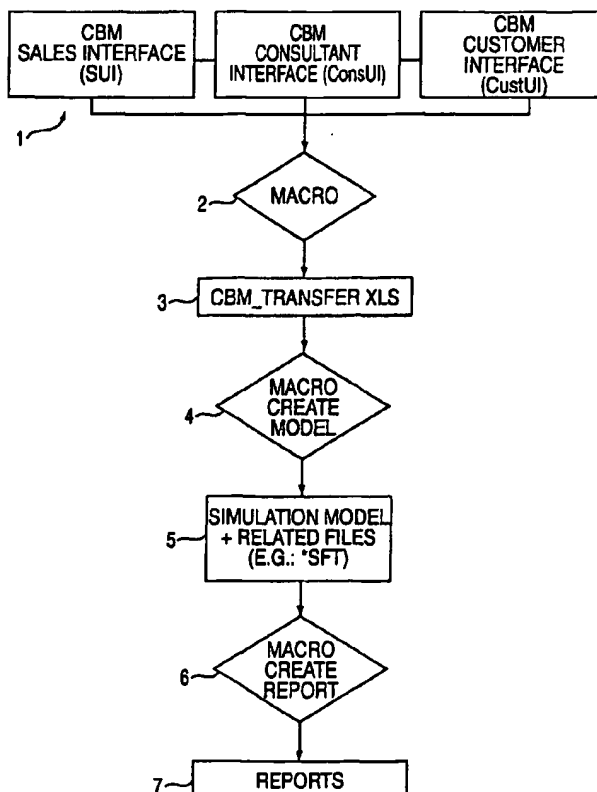 CBM
SALES INTERFACE
(SUI)
CBM
CONSULTANT
INTERFACE (ConsUI)
CBM
CUSTOMER
INTERFACE
(CustUI)
1
2
MACRO
3
CBM_TRANSFER XLS
4
MACRO
CREATE
MODEL
5
SIMULATION MODEL
+ RELATED FILES
(E.G.: *SFT)
6
MACRO
CREATE
REPORT
7
REPORTS